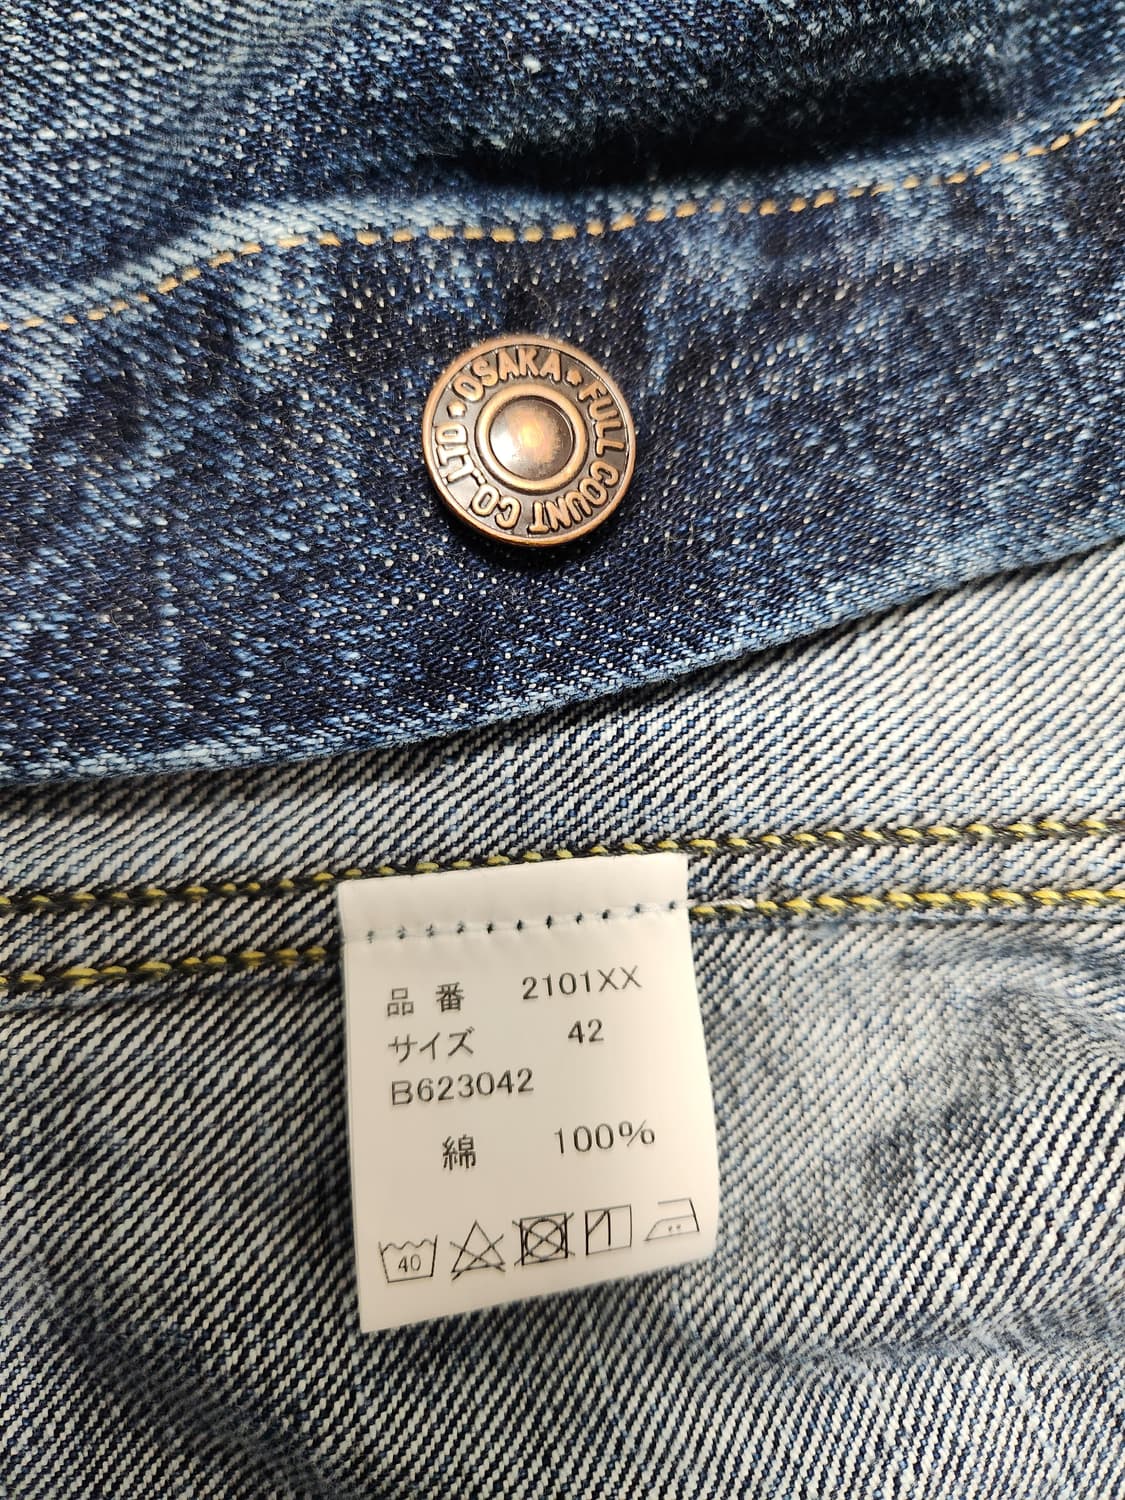 OSAKA★FULL COUNT CO.,LTD★
品番 2101XX
サイズ 42
B623042
綿 100%
40